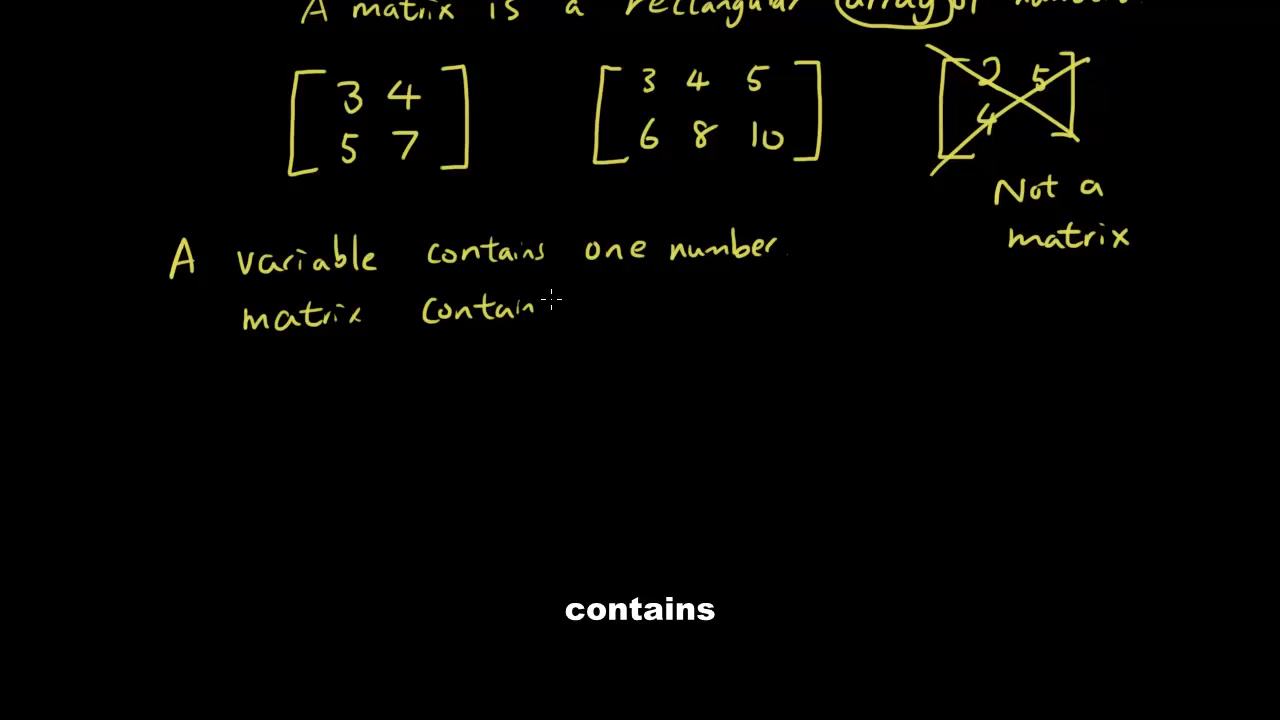 A matrix is a rectangular array of numbers
3 4
5 7
3 4 5
6 8 10
5
4
Not a
matrix
A variable contains one number.
matrix contain
contains